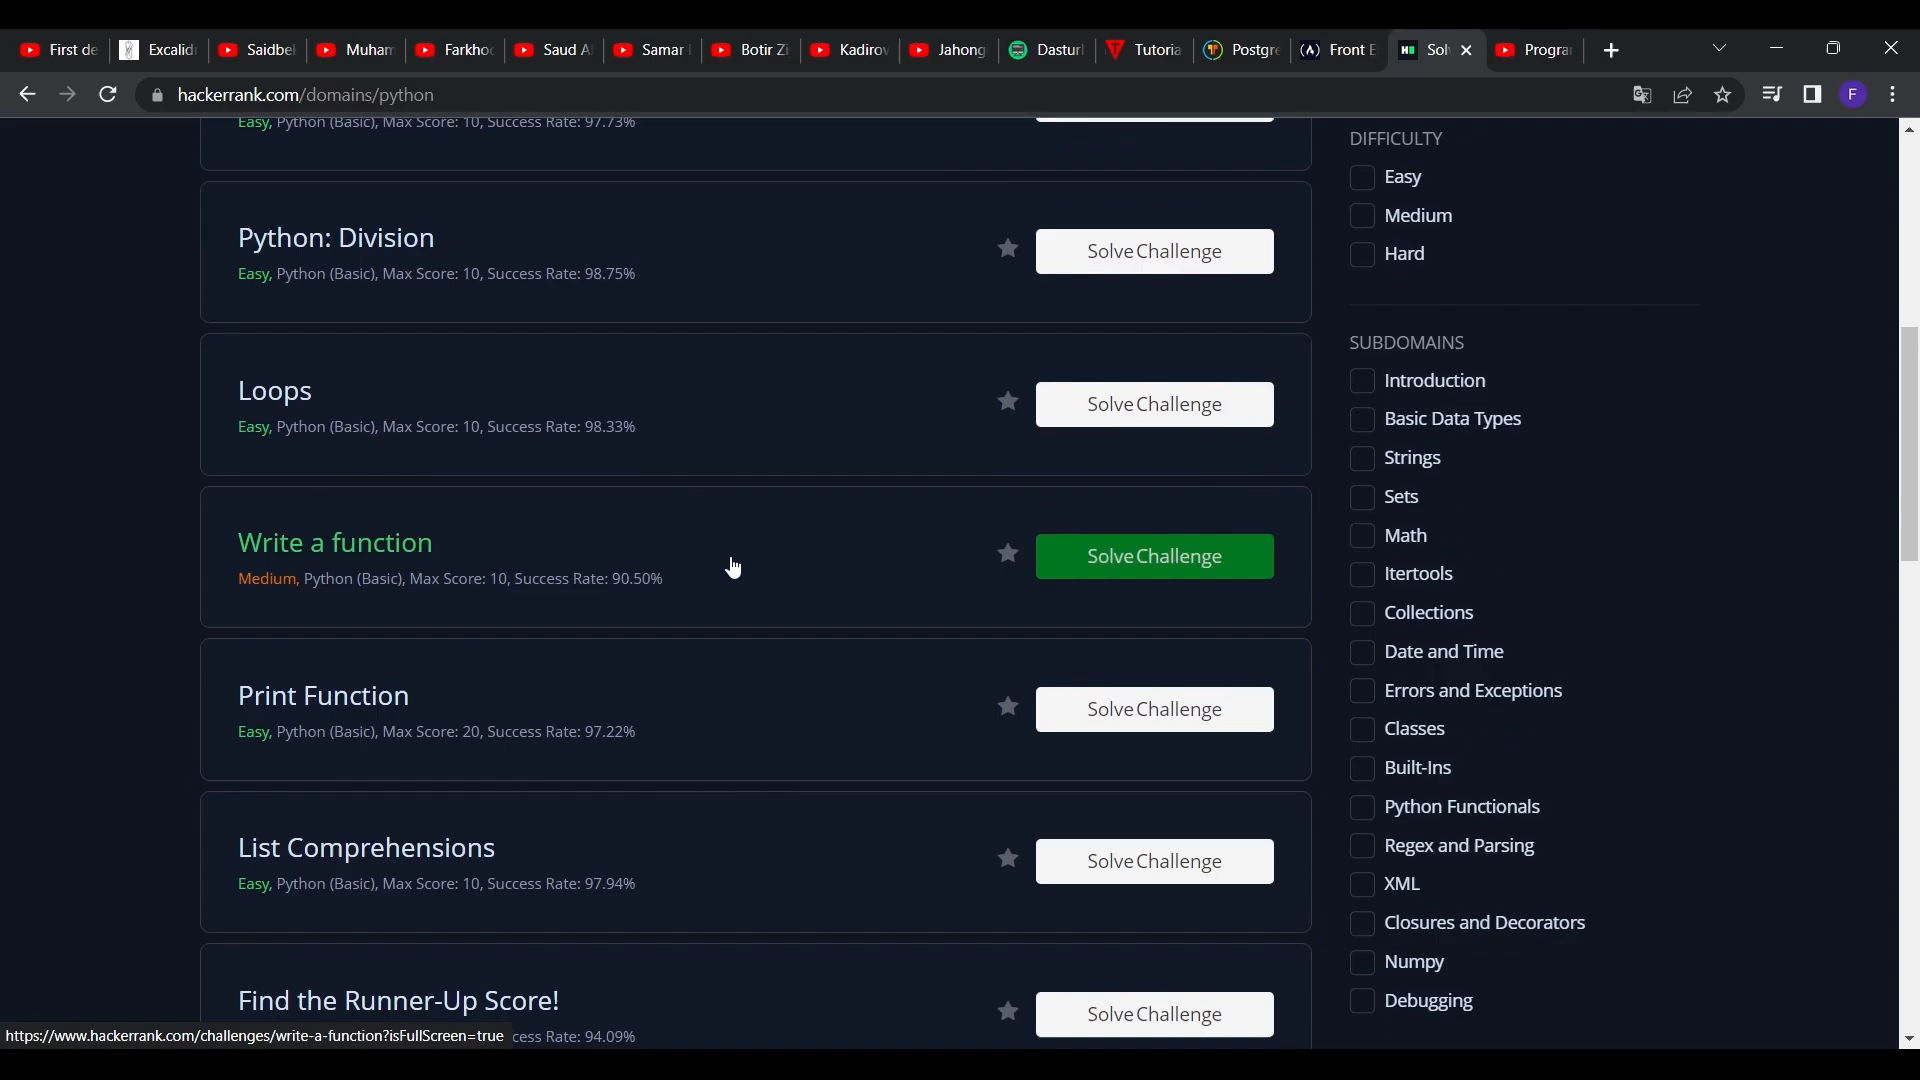 First de
Excalid
Saidbe
Muham
Farkho
Saud A
Samar
Botir Zi
Kadirov
Jahong
Dasturl
Tutoria
Postgre
Front E
Sol
Progra
hackerrank.com/domains/python
F
Easy, Python (Basic), Max Score: 10, Success Rate: 97.73%
Python: Division
Easy, Python (Basic), Max Score: 10, Success Rate: 98.75%
Solve Challenge
Loops
Easy, Python (Basic), Max Score: 10, Success Rate: 98.33%
Solve Challenge
Write a function
Medium, Python (Basic), Max Score: 10, Success Rate: 90.50%
Solve Challenge
Print Function
Easy, Python (Basic), Max Score: 20, Success Rate: 97.22%
Solve Challenge
List Comprehensions
Easy, Python (Basic), Max Score: 10, Success Rate: 97.94%
Solve Challenge
Find the Runner-Up Score!
cess Rate: 94.09%
Solve Challenge
https://www.hackerrank.com/challenges/write-a-function?isFullScreen=true
DIFFICULTY
Easy
Medium
Hard
SUBDOMAINS
Introduction
Basic Data Types
Strings
Sets
Math
Itertools
Collections
Date and Time
Errors and Exceptions
Classes
Built-Ins
Python Functionals
Regex and Parsing
XML
Closures and Decorators
Numpy
Debugging